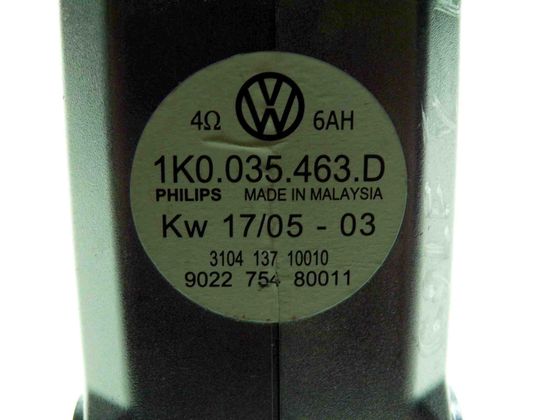 4Ω VW 6AH
1K0.035.463.D
PHILIPS MADE IN MALAYSIA
Kw 17/05 - 03
3104 137 10010
9022 754 80011